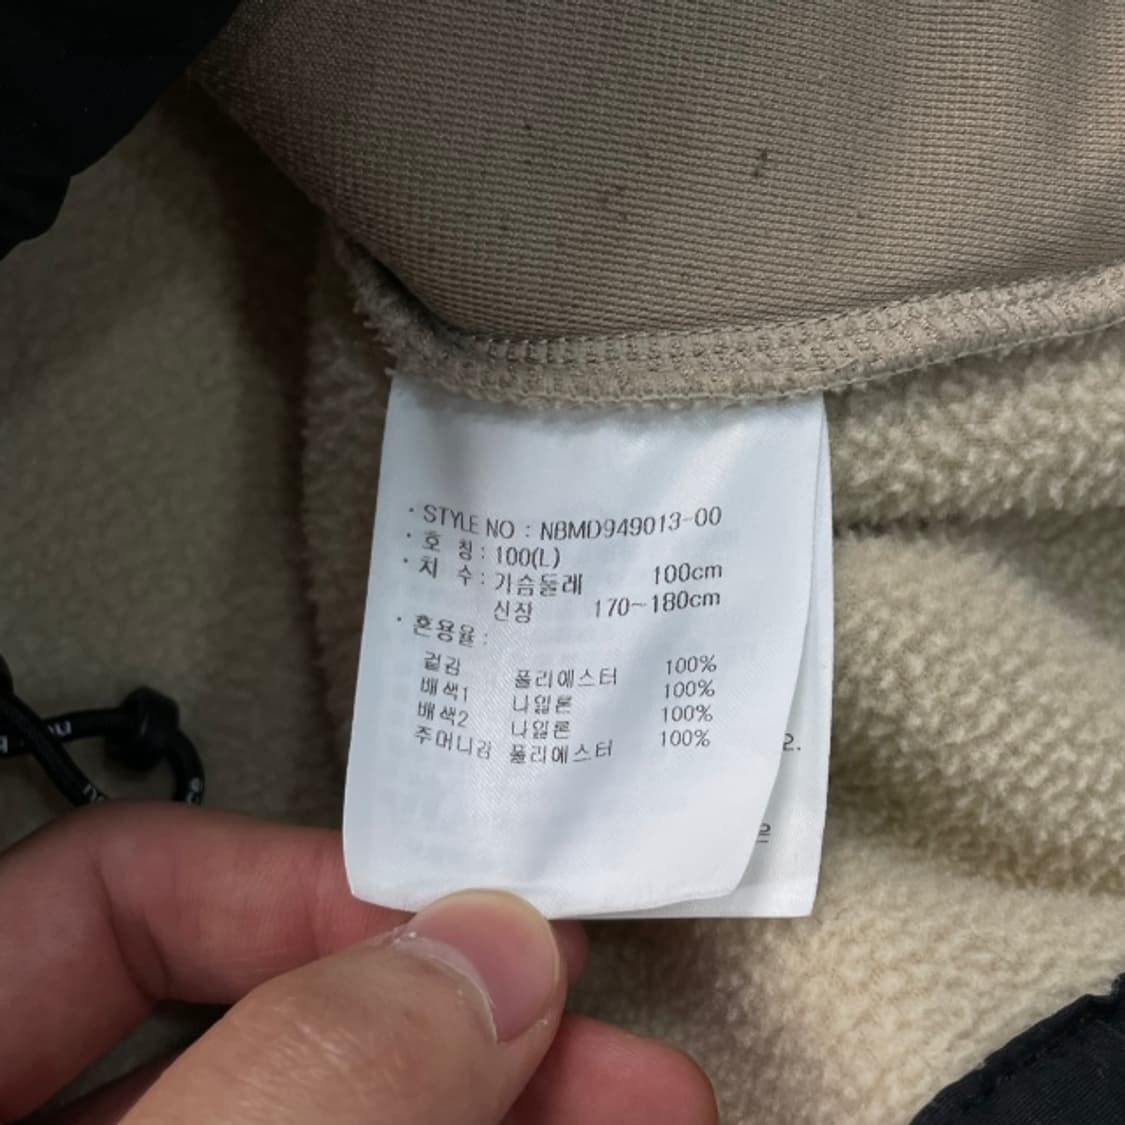 · STYLE NO : NBMD949013-00
· 호 칭 : 100(L)
· 치 수 : 가슴둘레 100cm
신장 170~180cm
· 혼용율 :
겉감 폴리에스터 100%
배색1 나일론 100%
배색2 나일론 100%
주머니감 폴리에스터 100%